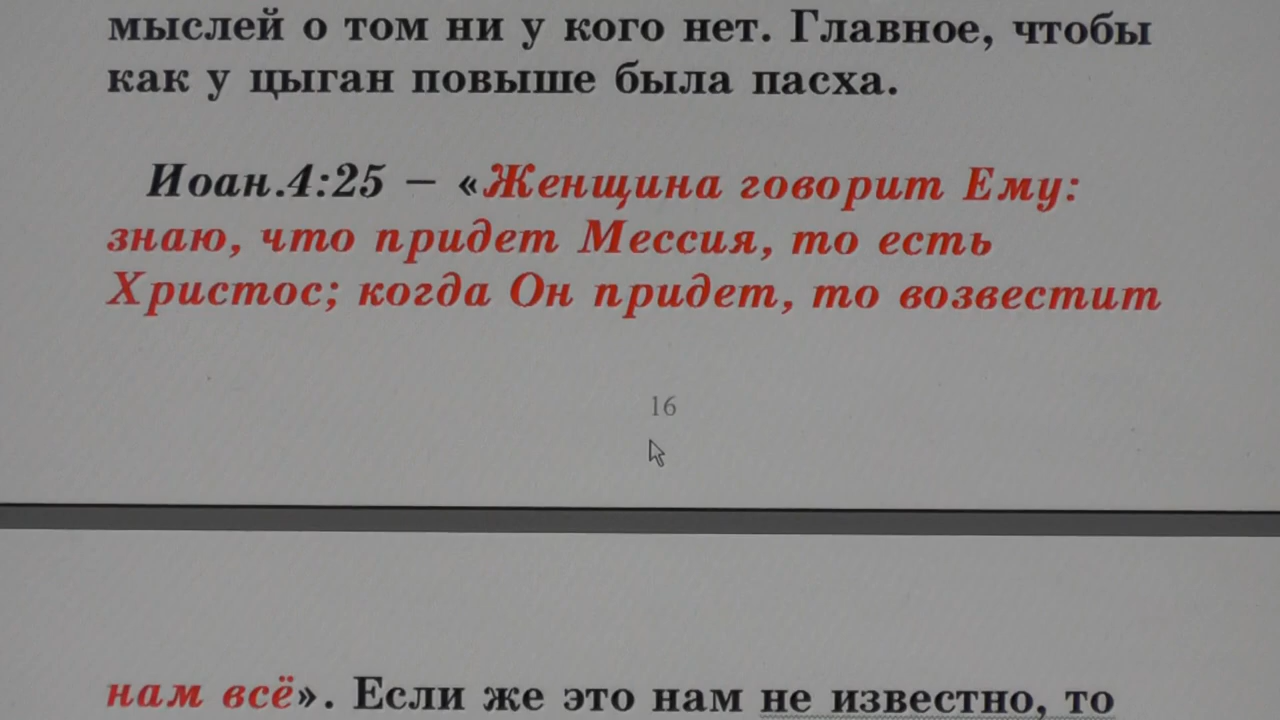 мыслей о том ни у кого нет. Главное, чтобы
как у цыган повыше была пасха.
Иоан.4:25 – «Женщина говорит Ему:
знаю, что придет Мессия, то есть
Христос; когда Он придет, то возвестит
16
нам всё». Если же это нам не известно, то